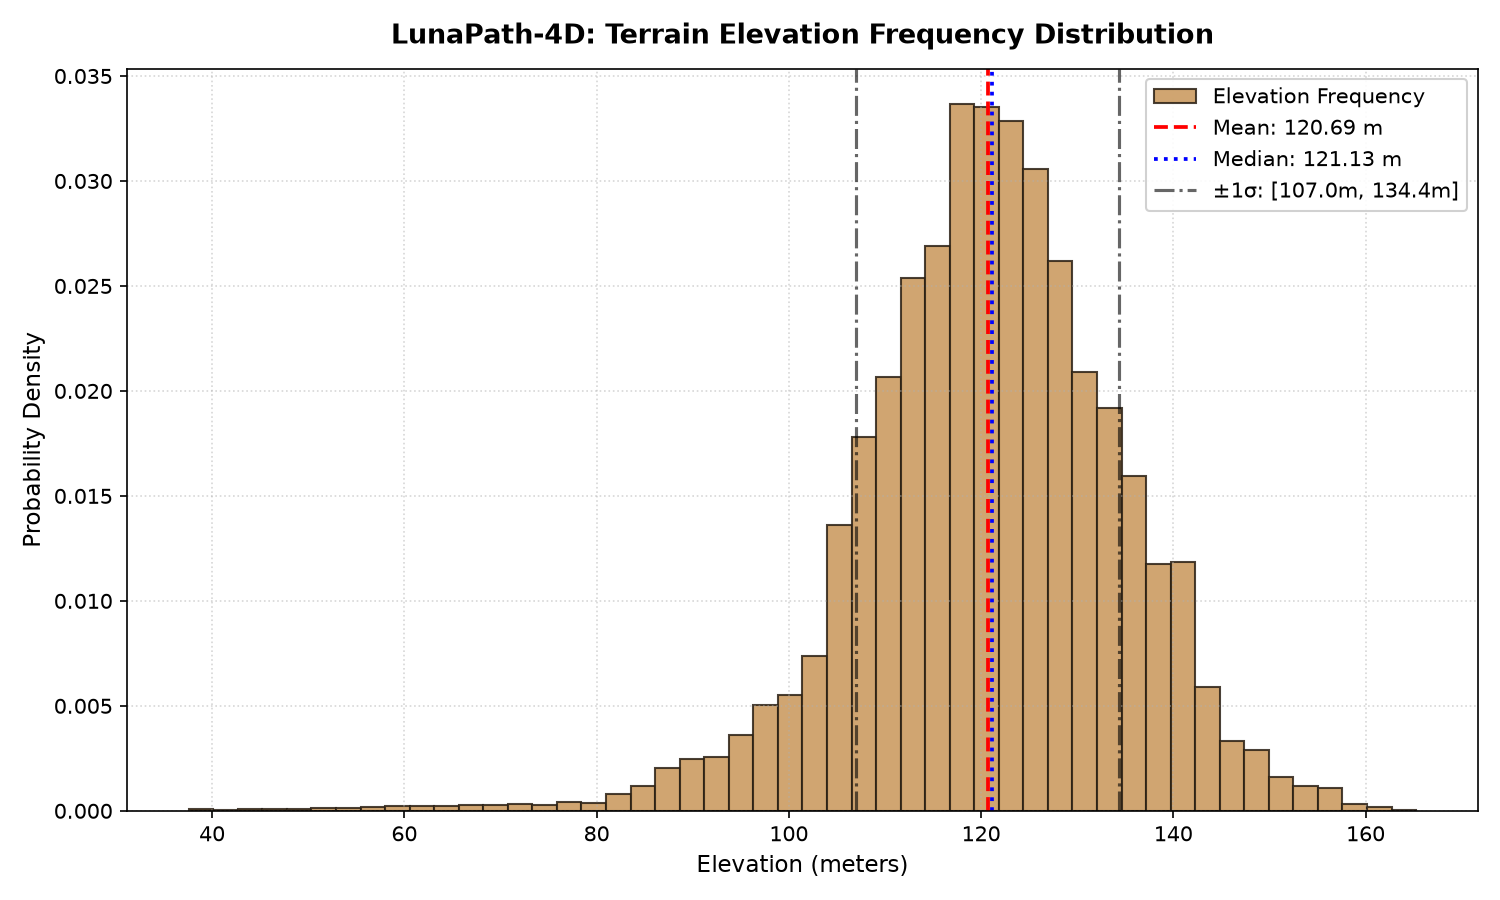 LunaPath-4D: Terrain Elevation Frequency Distribution
Elevation Frequency
Mean: 120.69 m
Median: 121.13 m
±1σ: [107.0m, 134.4m]
Probability Density
0.035
0.030
0.025
0.020
0.015
0.010
0.005
0.000
40 60 80 100 120 140 160
Elevation (meters)